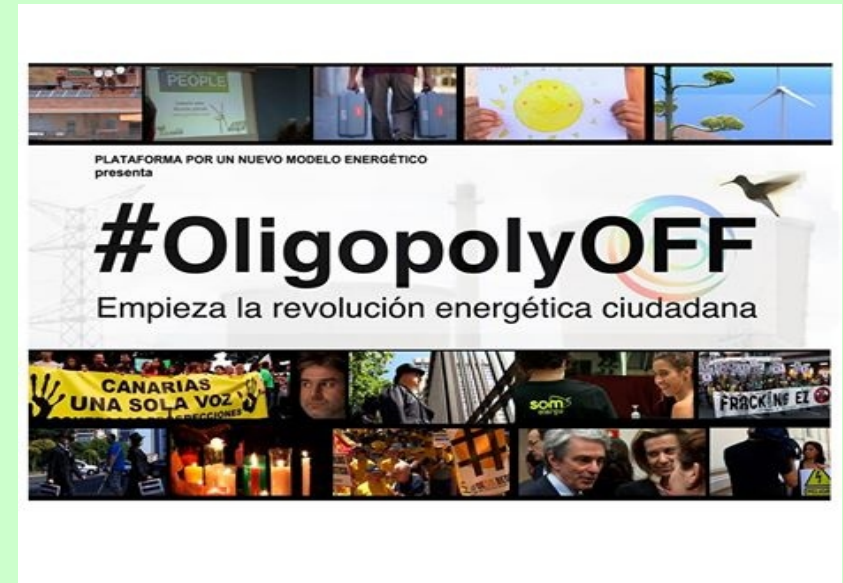 PEOPLE
PLATAFORMA POR UN NUEVO MODELO ENERGÉTICO
presenta
#OligopolyOFF
Empieza la revolución energética ciudadana
CANARIAS
UNA SOLA VOZ
som
energia
FRACKING EZ